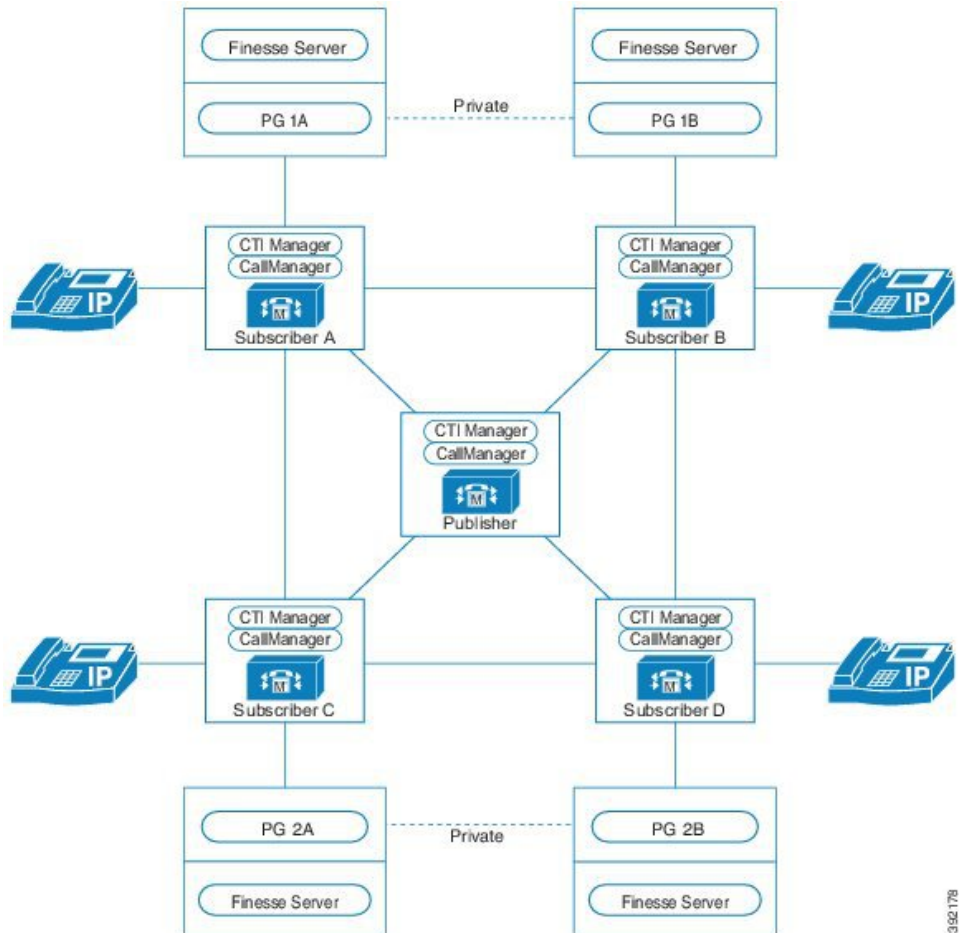 Finesse Server
Finesse Server
PG 1A
Private
PG 1B
CTI Manager
CallManager
CTI Manager
CallManager
IP
M
M
IP
Subscriber A
Subscriber B
CTI Manager
CallManager
M
Publisher
CTI Manager
CallManager
CTI Manager
CallManager
IP
M
M
IP
Subscriber C
Subscriber D
PG 2A
Private
PG 2B
Finesse Server
Finesse Server
392178